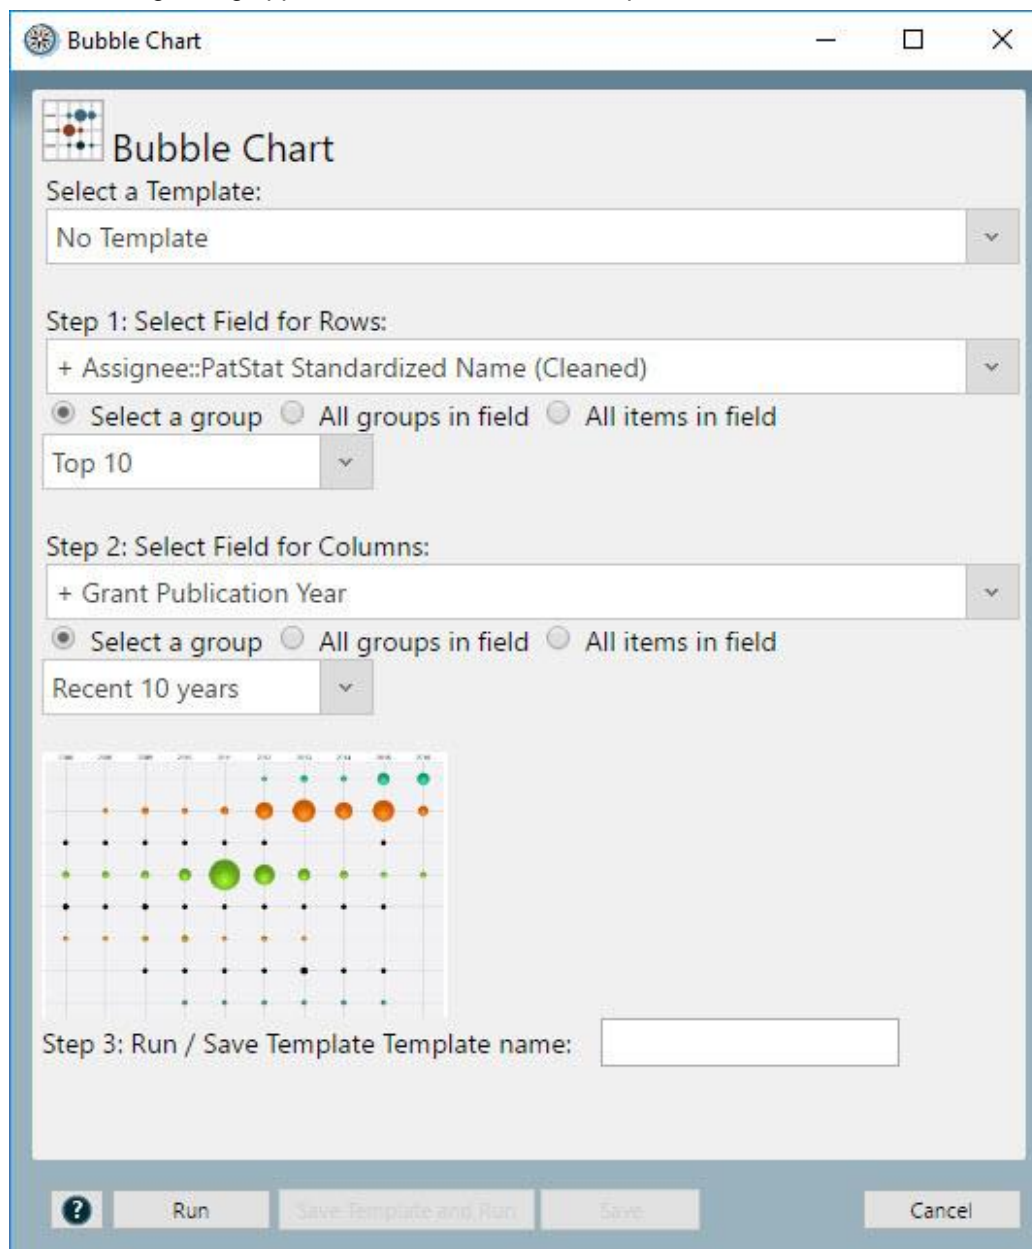 Bubble Chart
Bubble Chart
Select a Template:
No Template
Step 1: Select Field for Rows:
+ Assignee::PatStat Standardized Name (Cleaned)
Select a group All groups in field All items in field
Top 10
Step 2: Select Field for Columns:
+ Grant Publication Year
Select a group All groups in field All items in field
Recent 10 years
Step 3: Run / Save Template Template name:
? Run Save Template and Run Save Cancel